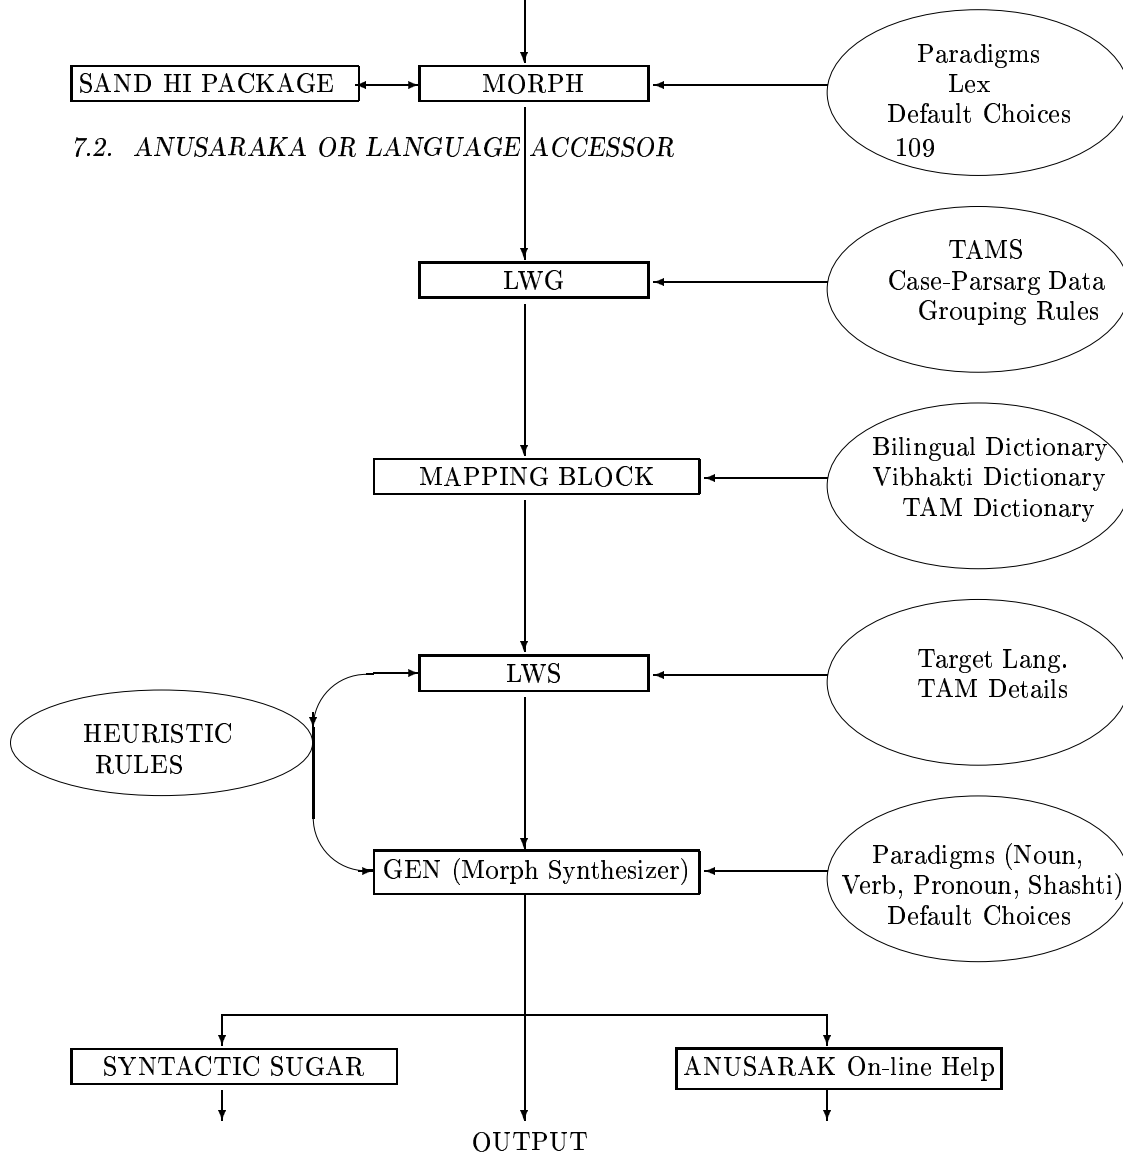 SAND HI PACKAGE
MORPH
Paradigms
Lex
Default Choices
109
7.2. ANUSARAKA OR LANGUAGE ACCESSOR
LWG
TAMS
Case-Parsarg Data
Grouping Rules
MAPPING BLOCK
Bilingual Dictionary
Vibhakti Dictionary
TAM Dictionary
LWS
Target Lang.
TAM Details
HEURISTIC
RULES
GEN (Morph Synthesizer)
Paradigms (Noun,
Verb, Pronoun, Shashti)
Default Choices
SYNTACTIC SUGAR
ANUSARAK On-line Help
OUTPUT